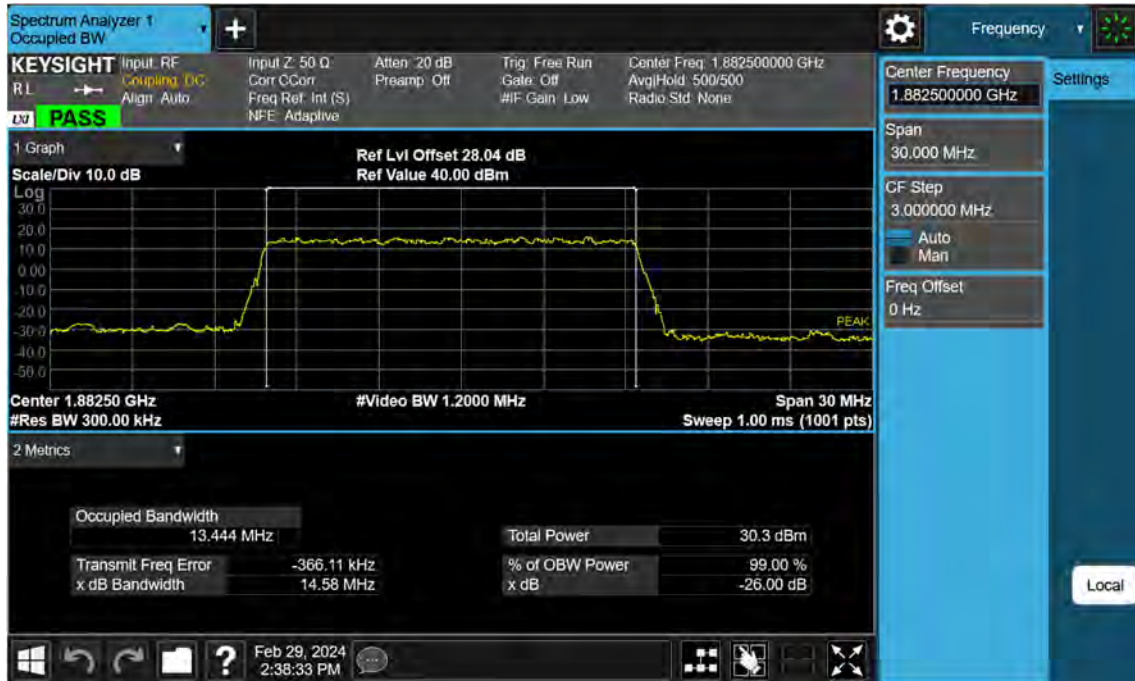 Spectrum Analyzer 1
Occupied BW
Frequency
KEYSIGHT
RL
LXI PASS
Input: RF
Coupling: DC
Align: Auto
Input Z: 50 Ω
Corr CCorr
Freq Ref: Int (S)
NFE: Adaptive
Atten: 20 dB
Preamp: Off
Trig: Free Run
Gate: Off
#IF Gain: Low
Center Freq: 1.882500000 GHz
Avg|Hold: 500/500
Radio Std: None
Center Frequency
1.882500000 GHz
Settings
Span
30.000 MHz
CF Step
3.000000 MHz
Auto
Man
Freq Offset
0 Hz
1 Graph
Scale/Div 10.0 dB
Ref Lvl Offset 28.04 dB
Ref Value 40.00 dBm
Log
30.0
20.0
10.0
0.00
-10.0
-20.0
-30.0
-40.0
-50.0
PEAK
Center 1.88250 GHz
#Video BW 1.2000 MHz
Span 30 MHz
#Res BW 300.00 kHz
Sweep 1.00 ms (1001 pts)
2 Metrics
Occupied Bandwidth
13.444 MHz
Total Power 30.3 dBm
Transmit Freq Error -366.11 kHz
% of OBW Power 99.00 %
x dB Bandwidth 14.58 MHz
x dB -26.00 dB
Local
?
Feb 29, 2024
2:38:33 PM